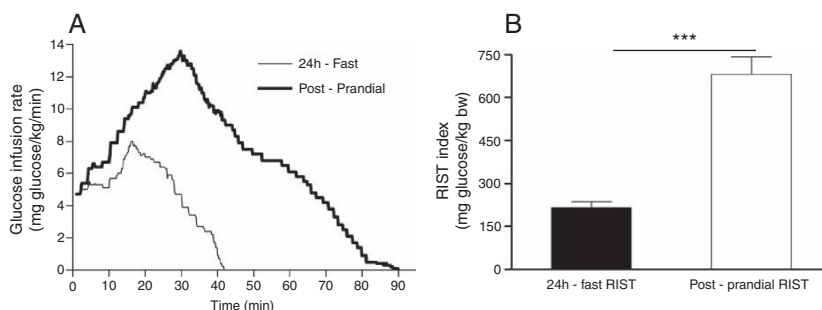 A
Glucose infusion rate
(mg glucose/kg/min)
14
12
10
8
6
4
2
0
24h - Fast
Post - Prandial
0 10 20 30 40 50 60 70 80 90
Time (min)
B
RIST index
(mg glucose/kg bw)
750
600
450
300
150
0
***
24h - fast RIST
Post - prandial RIST